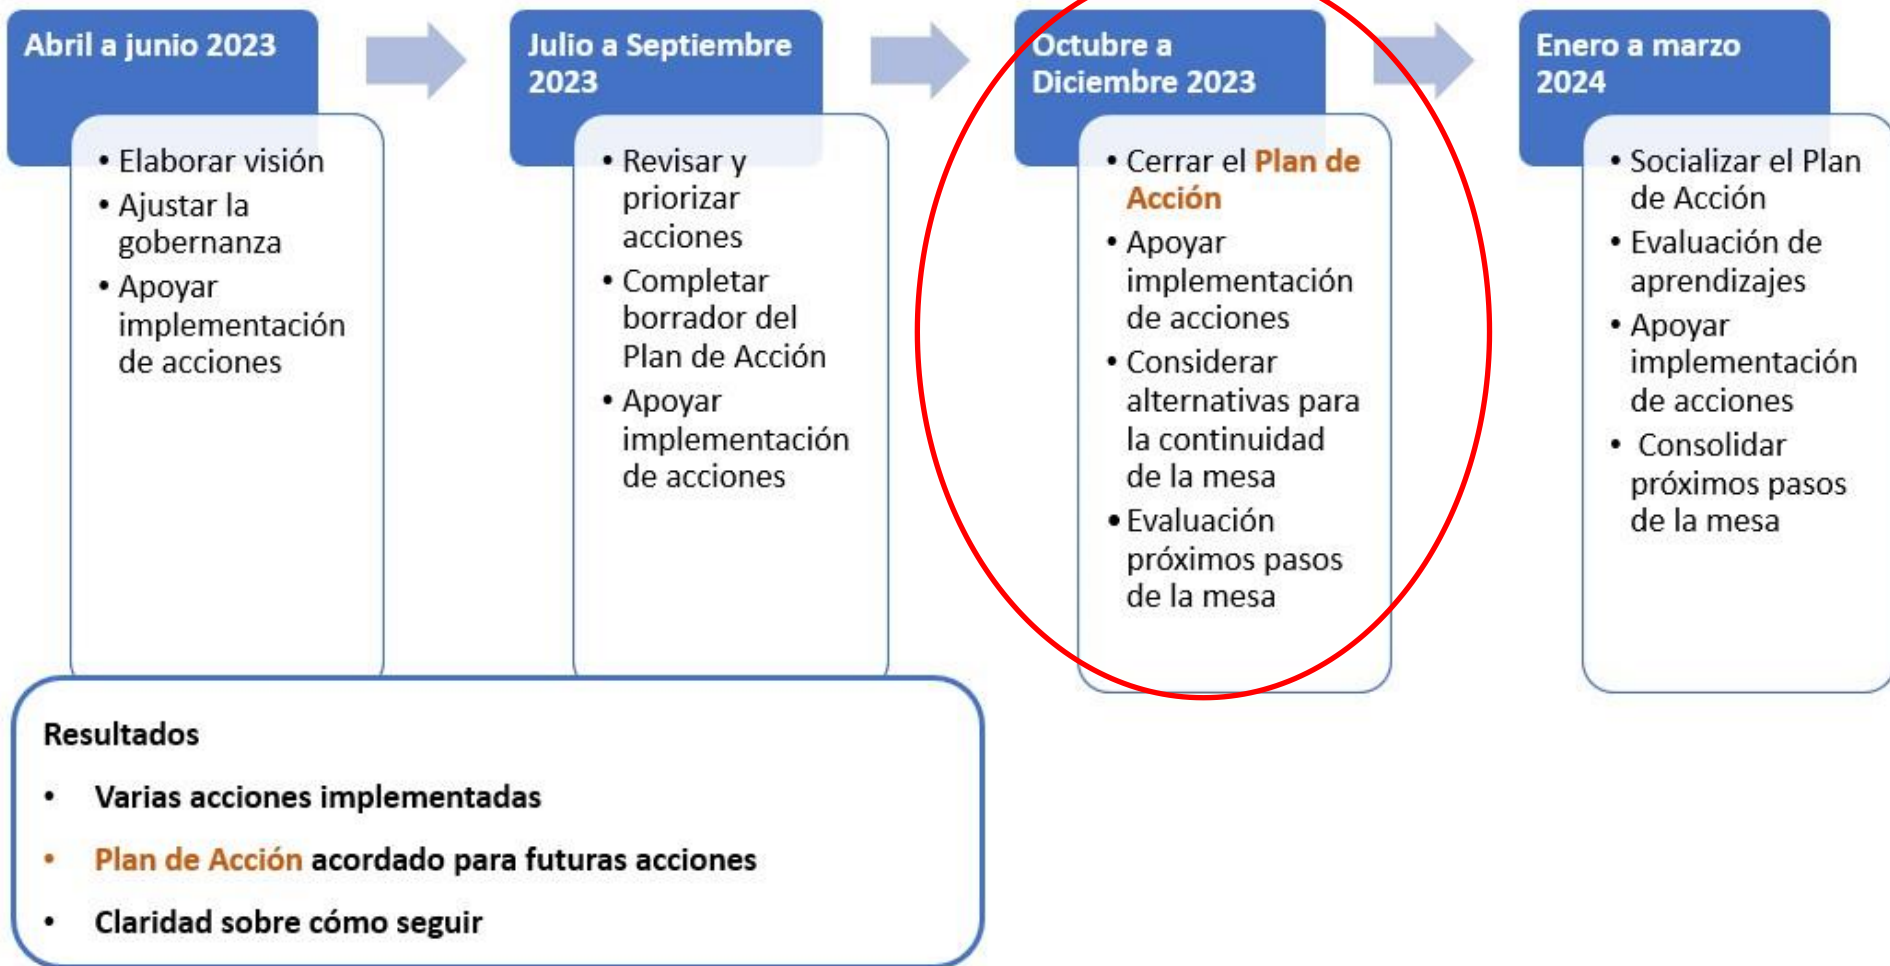 Abril a junio 2023
• Elaborar visión
• Ajustar la
gobernanza
• Apoyar
implementación
de acciones
Julio a Septiembre
2023
• Revisar y
priorizar
acciones
• Completar
borrador del
Plan de Acción
• Apoyar
implementación
de acciones
Octubre a
Diciembre 2023
• Cerrar el Plan de
Acción
• Apoyar
implementación
de acciones
• Considerar
alternativas para
la continuidad
de la mesa
• Evaluación
próximos pasos
de la mesa
Enero a marzo
2024
• Socializar el Plan
de Acción
• Evaluación de
aprendizajes
• Apoyar
implementación
de acciones
• Consolidar
próximos pasos
de la mesa
Resultados
• Varias acciones implementadas
• Plan de Acción acordado para futuras acciones
• Claridad sobre cómo seguir